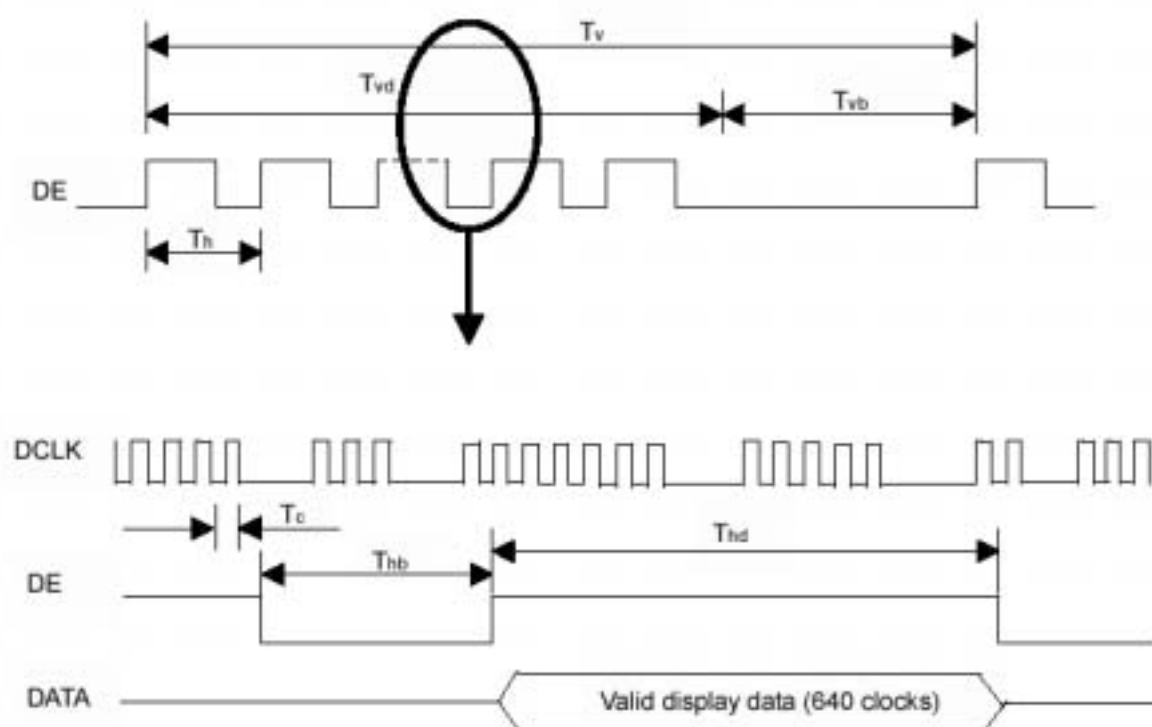 Tv
Tvd
Tvb
DE
Th
DCLK
Tc
Thd
Thb
DE
DATA
Valid display data (640 clocks)